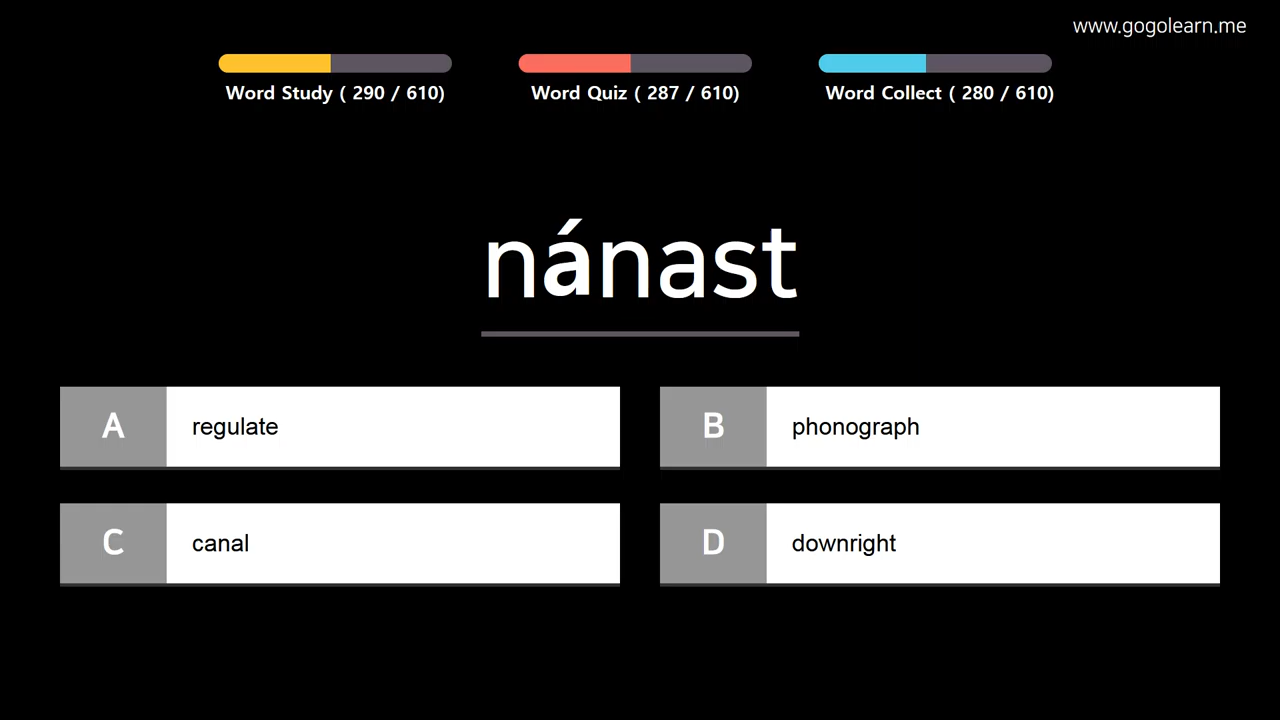 www.gogolearn.me
Word Study ( 290 / 610)
Word Quiz ( 287 / 610)
Word Collect ( 280 / 610)
nánast
A regulate
B phonograph
C canal
D downright